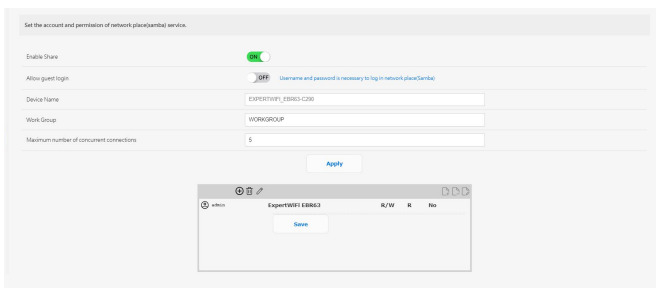 Set the account and permission of network place(samba) service.
Enable Share ON
Allow guest login OFF Username and password is necessary to log in network place(Samba)
Device Name EXPERTWIFI_EBR63-C290
Work Group WORKGROUP
Maximum number of concurrent connections 5
Apply
admin ExpertWiFi EBR63 R/W R No
Save